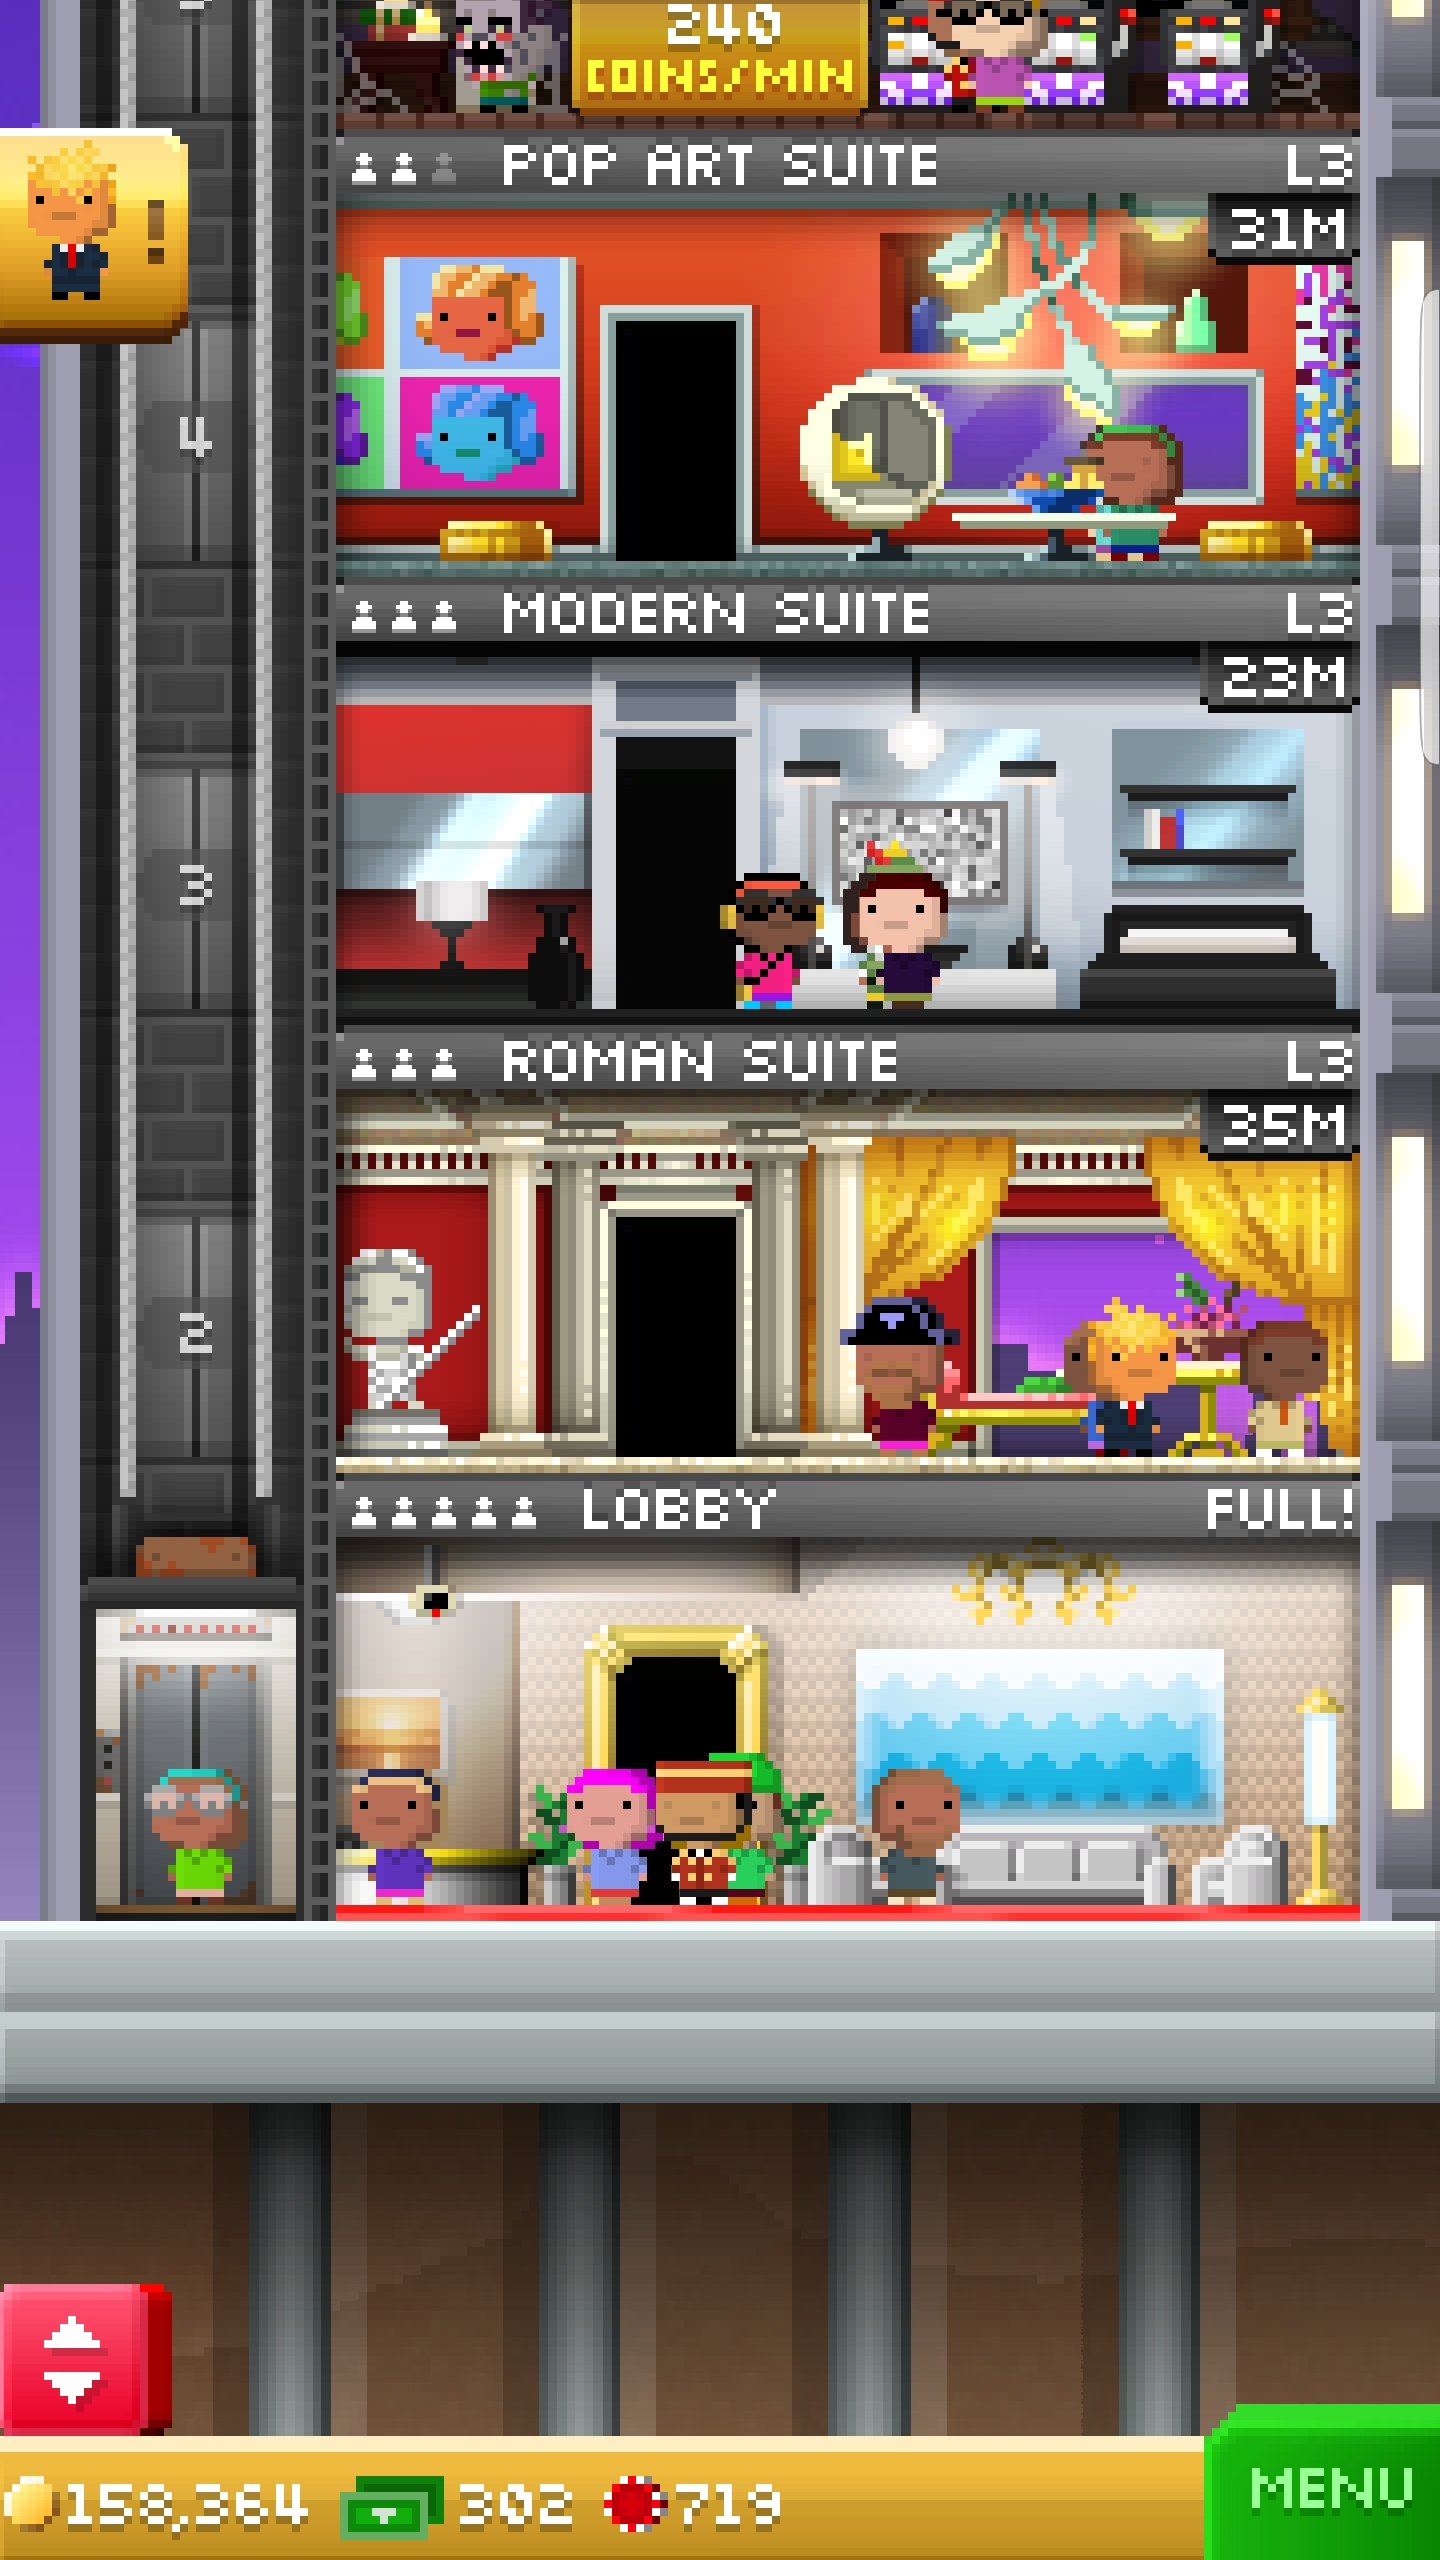 240
COINS/MIN
POP ART SUITE L3
31M
4
MODERN SUITE L3
23M
3
ROMAN SUITE L3
35M
2
LOBBY FULL!
158,364 302 719
MENU
!